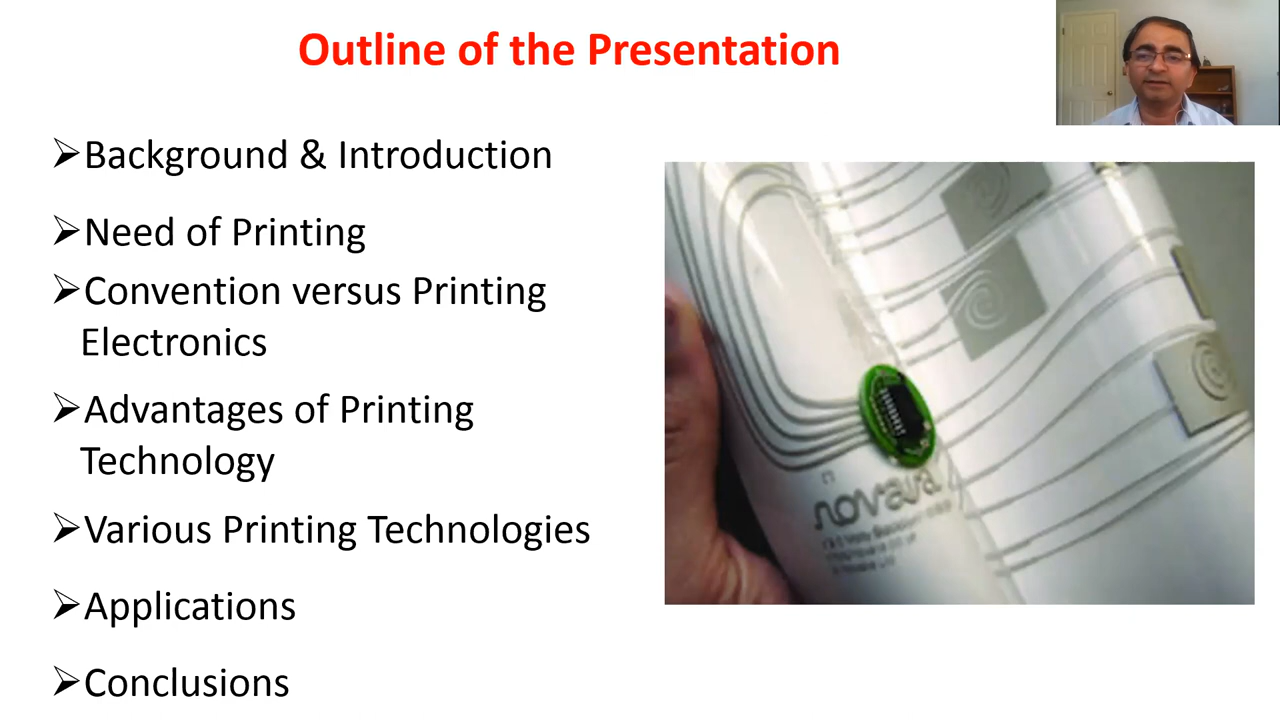 Outline of the Presentation
➢Background & Introduction
➢Need of Printing
➢Convention versus Printing
Electronics
➢Advantages of Printing
Technology
➢Various Printing Technologies
➢Applications
➢Conclusions